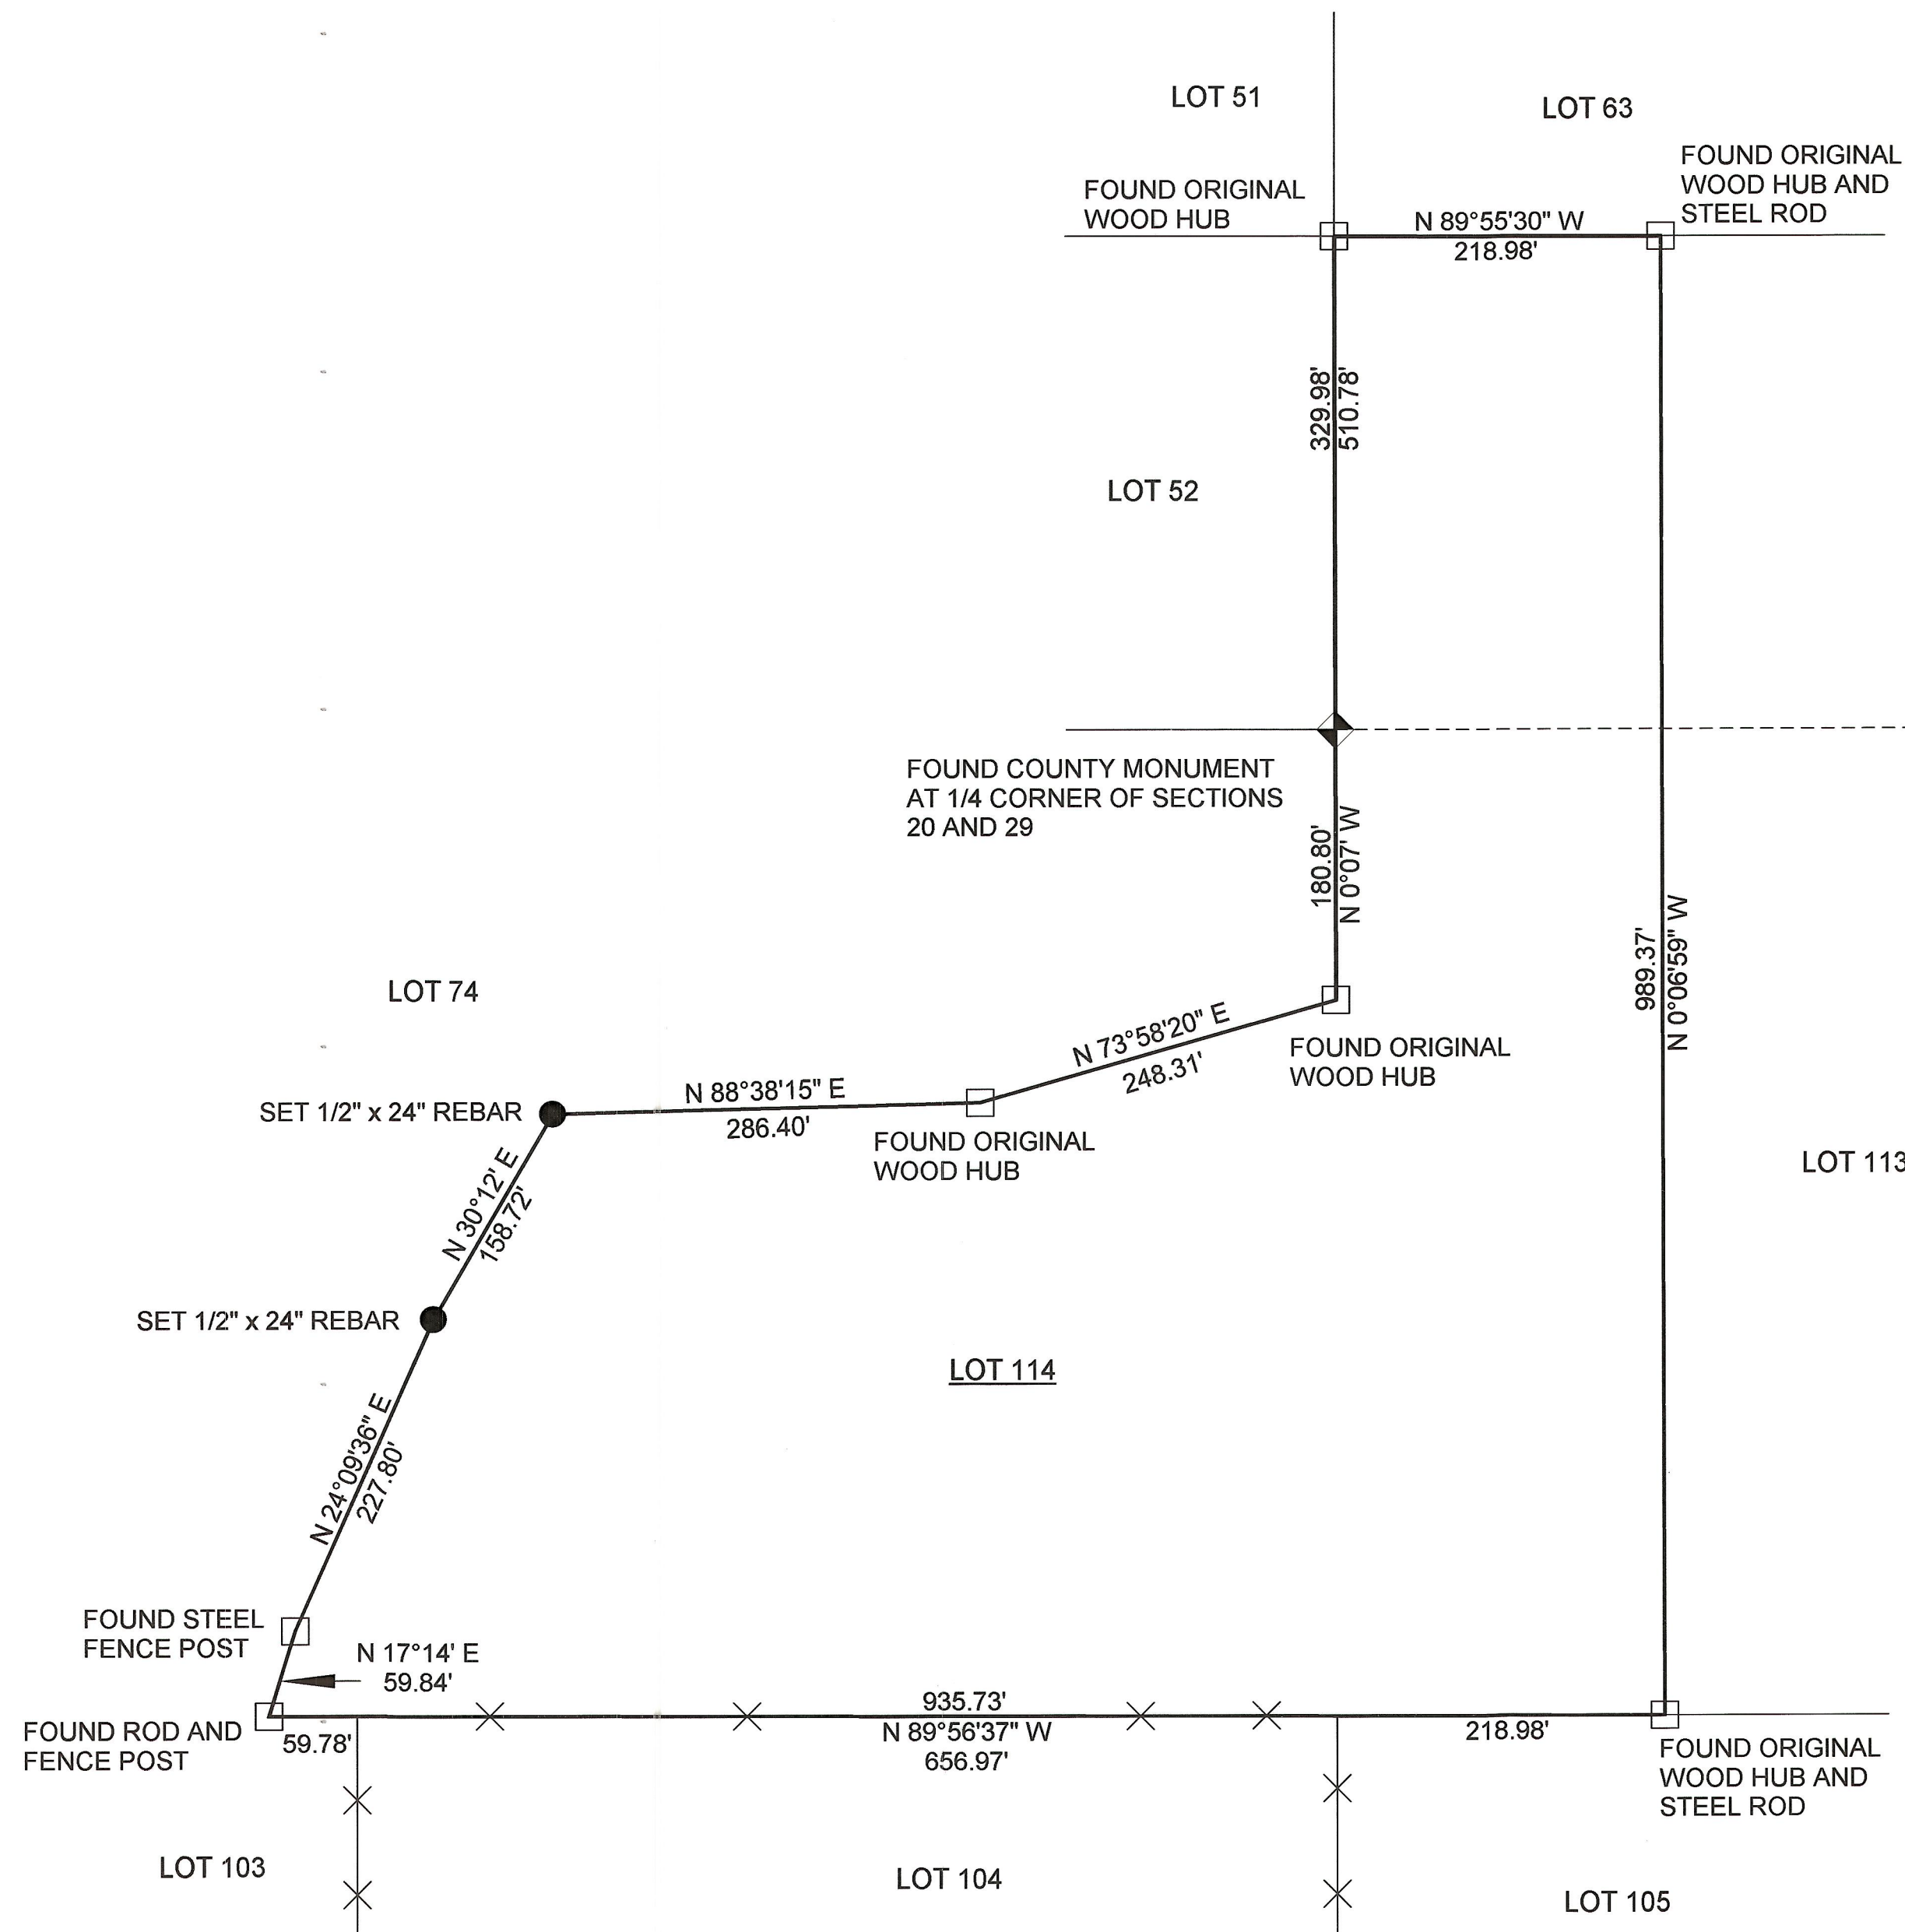 LOT 51
LOT 63
FOUND ORIGINAL
WOOD HUB AND
STEEL ROD
FOUND ORIGINAL
WOOD HUB
N 89°55'30" W
218.98'
329.98'
510.78'
LOT 52
FOUND COUNTY MONUMENT
AT 1/4 CORNER OF SECTIONS
20 AND 29
180.80'
N 0°07' W
989.37'
N 0°06'59" W
LOT 74
N 73°58'20" E
248.31'
FOUND ORIGINAL
WOOD HUB
N 88°38'15" E
286.40'
SET 1/2" x 24" REBAR
FOUND ORIGINAL
WOOD HUB
LOT 113
N 30°12' E
158.72'
SET 1/2" x 24" REBAR
LOT 114
N 24°09'36" E
227.80'
FOUND STEEL
FENCE POST
N 17°14' E
59.84'
FOUND ROD AND
FENCE POST
59.78'
935.73'
N 89°56'37" W
656.97'
218.98'
FOUND ORIGINAL
WOOD HUB AND
STEEL ROD
LOT 103
LOT 104
LOT 105